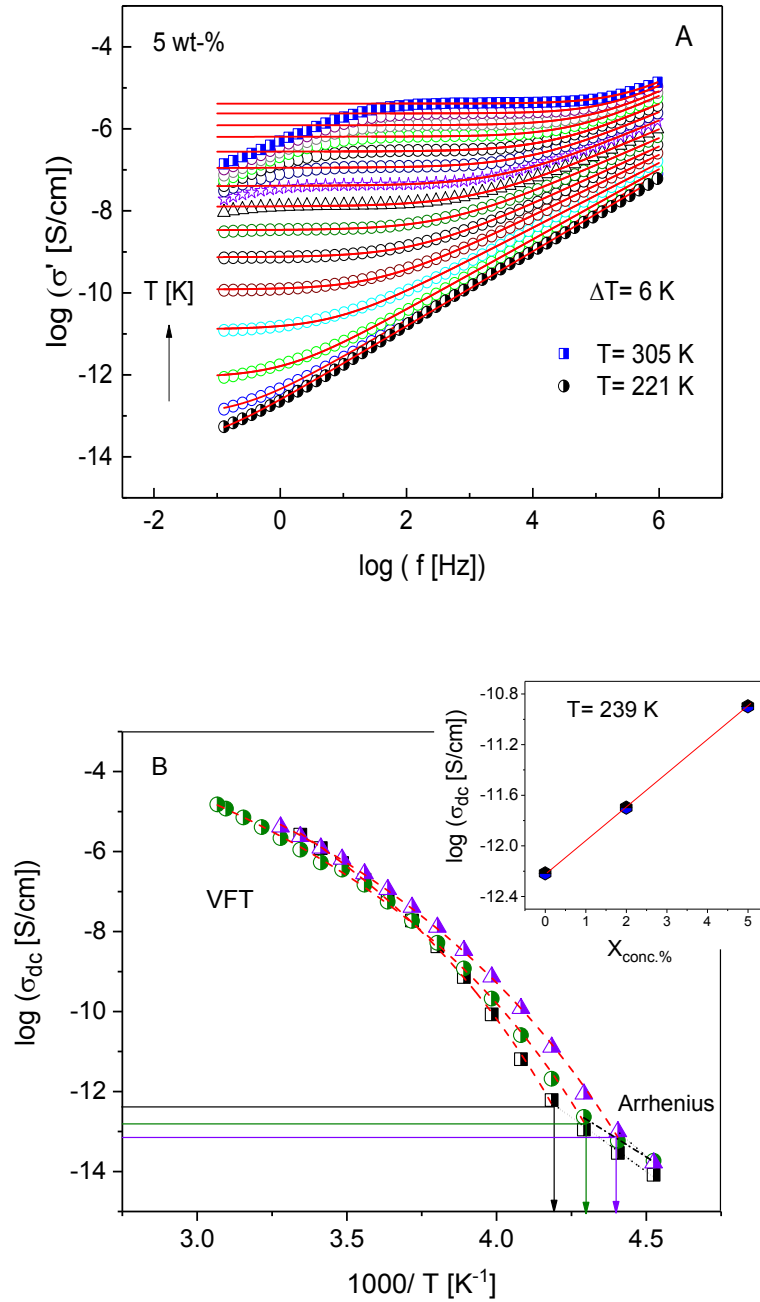 5 wt-%
A
-4
-6
-8
-10
-12
-14
log (σ' [S/cm])
T [K]
ΔT= 6 K
T= 305 K
T= 221 K
-2
0
2
4
6
log ( f [Hz])
B
VFT
Arrhenius
-4
-6
-8
-10
-12
-14
log (σdc [S/cm])
3.0
3.5
4.0
4.5
1000/ T [K-1]
T= 239 K
-10.8
-11.6
-12.0
-12.4
log (σdc [S/cm])
0
1
2
3
4
5
Xconc.%